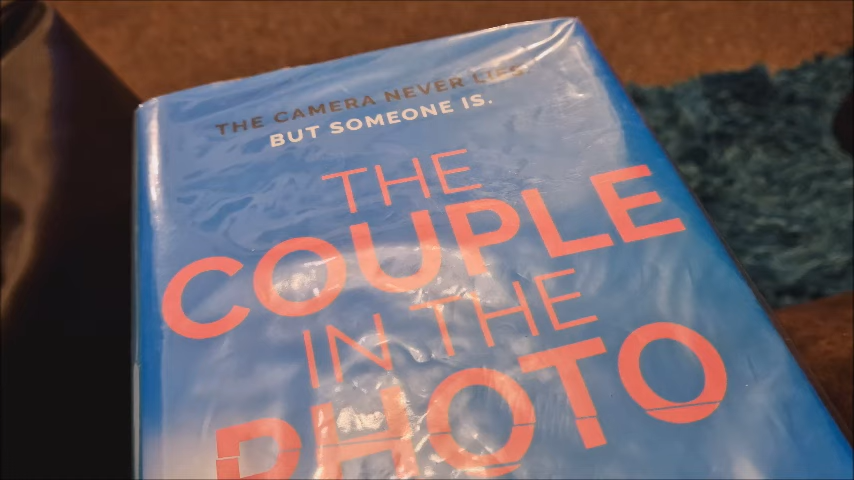 THE CAMERA NEVER LIES.
BUT SOMEONE IS.
THE
COUPLE
IN THE
PHOTO